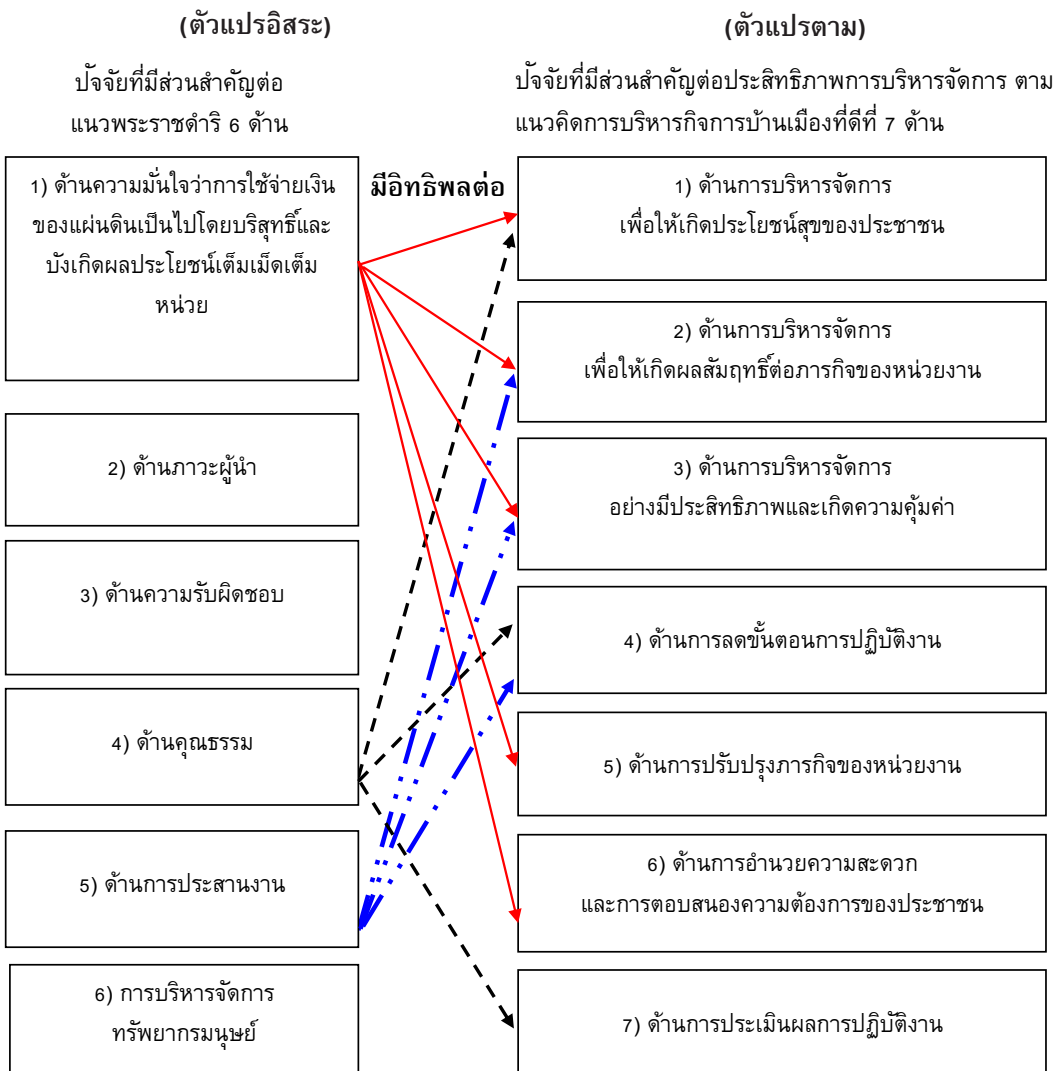 (ตัวแปรอิสระ)
ปัจจัยที่มีส่วนสำคัญต่อ
แนวพระราชดำริ 6 ด้าน
1) ด้านความมั่นใจว่าการใช้จ่ายเงิน
ของแผ่นดินเป็นไปโดยบริสุทธิ์และ
บังเกิดผลประโยชน์เต็มเม็ดเต็ม
หน่วย
2) ด้านภาวะผู้นำ
3) ด้านความรับผิดชอบ
4) ด้านคุณธรรม
5) ด้านการประสานงาน
6) การบริหารจัดการ
ทรัพยากรมนุษย์
มีอิทธิพลต่อ
(ตัวแปรตาม)
ปัจจัยที่มีส่วนสำคัญต่อประสิทธิภาพการบริหารจัดการ ตาม
แนวคิดการบริหารกิจการบ้านเมืองที่ดีที่ 7 ด้าน
1) ด้านการบริหารจัดการ
เพื่อให้เกิดประโยชน์สุขของประชาชน
2) ด้านการบริหารจัดการ
เพื่อให้เกิดผลสัมฤทธิ์ต่อภารกิจของหน่วยงาน
3) ด้านการบริหารจัดการ
อย่างมีประสิทธิภาพและเกิดความคุ้มค่า
4) ด้านการลดขั้นตอนการปฏิบัติงาน
5) ด้านการปรับปรุงภารกิจของหน่วยงาน
6) ด้านการอำนวยความสะดวก
และการตอบสนองความต้องการของประชาชน
7) ด้านการประเมินผลการปฏิบัติงาน